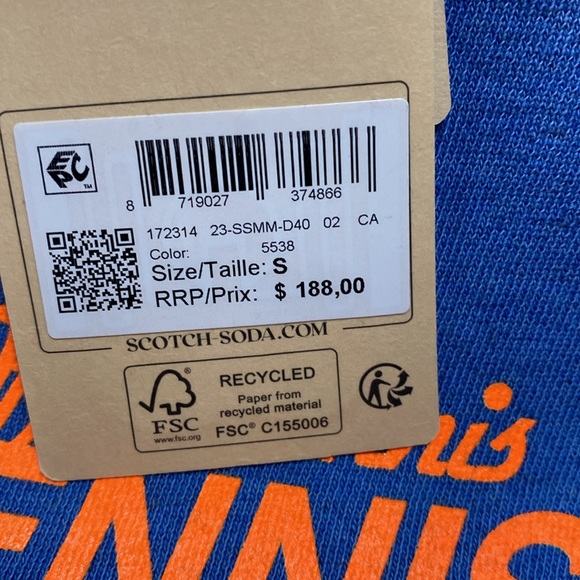 EPC™
8 719027 374866
172314 23-SSMM-D40 02 CA
Color: 5538
Size/Taille: S
RRP/Prix: $ 188,00
SCOTCH-SODA.COM
FSC
www.fsc.org
RECYCLED
Paper from
recycled material
FSC® C155006